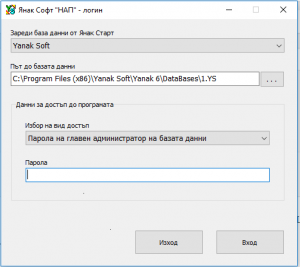 Янак Софт "НАП" - логин
Зареди база данни от Янак Старт
Yanak Soft
Път до базата данни
C:\Program Files (x86)\Yanak Soft\Yanak 6\DataBases\1.YS
...
Данни за достъп до програмата
Избор на вид достъп
Парола на главен администратор на базата данни
Парола
Изход
Вход